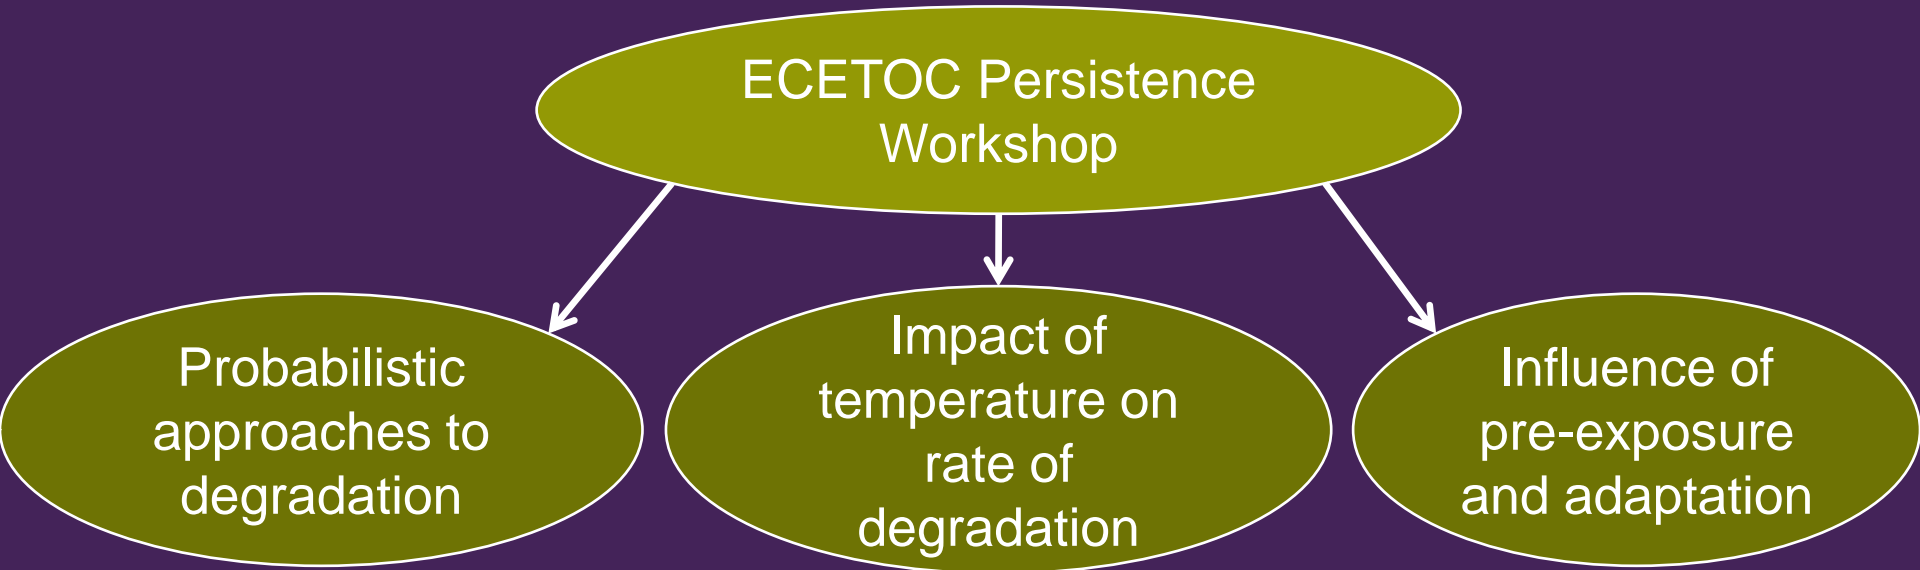 ECETOC Persistence
Workshop
Probabilistic
approaches to
degradation
Impact of
temperature on
rate of
degradation
Influence of
pre-exposure
and adaptation